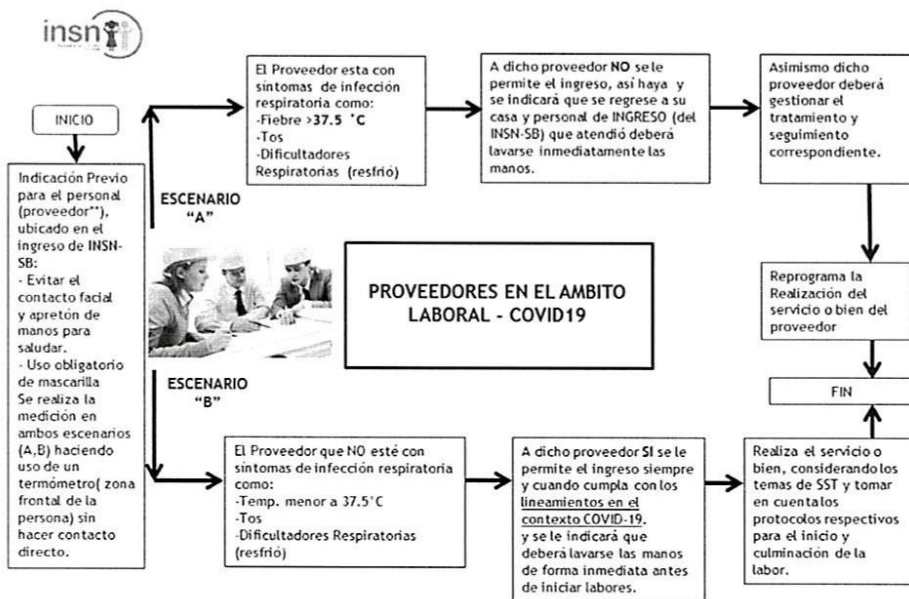 insn
INICIO
Indicación Previo
para el personal
(proveedor**),
ubicado en el
ingreso de INSN-
SB:
- Evitar el
contacto facial
y apretón de
manos para
saludar.
- Uso obligatorio
de mascarilla
Se realiza la
medición en
ambos escenarios
(A,B) haciendo
uso de un
termómetro( zona
frontal de la
persona) sin
hacer contacto
directo.
ESCENARIO
"A"
El Proveedor esta con
síntomas de infección
respiratoria como:
-Fiebre >37.5 °C
-Tos
-Dificultadores
Respiratorias (resfrió)
A dicho proveedor NO se le
permite el ingreso, así haya y
se indicará que se regrese a su
casa y personal de INGRESO (del
INSN-SB) que atendió deberá
lavarse inmediatamente las
manos.
Asimismo dicho
proveedor deberá
gestionar el
tratamiento y
seguimiento
correspondiente.
Reprograma la
Realización del
servicio o bien del
proveedor
PROVEEDORES EN EL AMBITO
LABORAL - COVID19
FIN
ESCENARIO
"B"
El Proveedor que NO esté con
síntomas de infección respiratoria
como:
-Temp. menor a 37.5°C
-Tos
-Dificultadores Respiratorias
(resfrió)
A dicho proveedor SI se le
permite el ingreso siempre
y cuando cumpla con los
lineamientos en el
contexto COVID-19.
y se le indicará que
deberá lavarse las manos
de forma inmediata antes
de iniciar labores.
Realiza el servicio o
bien, considerando los
temas de SST y tomar
en cuenta los
protocolos respectivos
para el inicio y
culminación de la
labor.